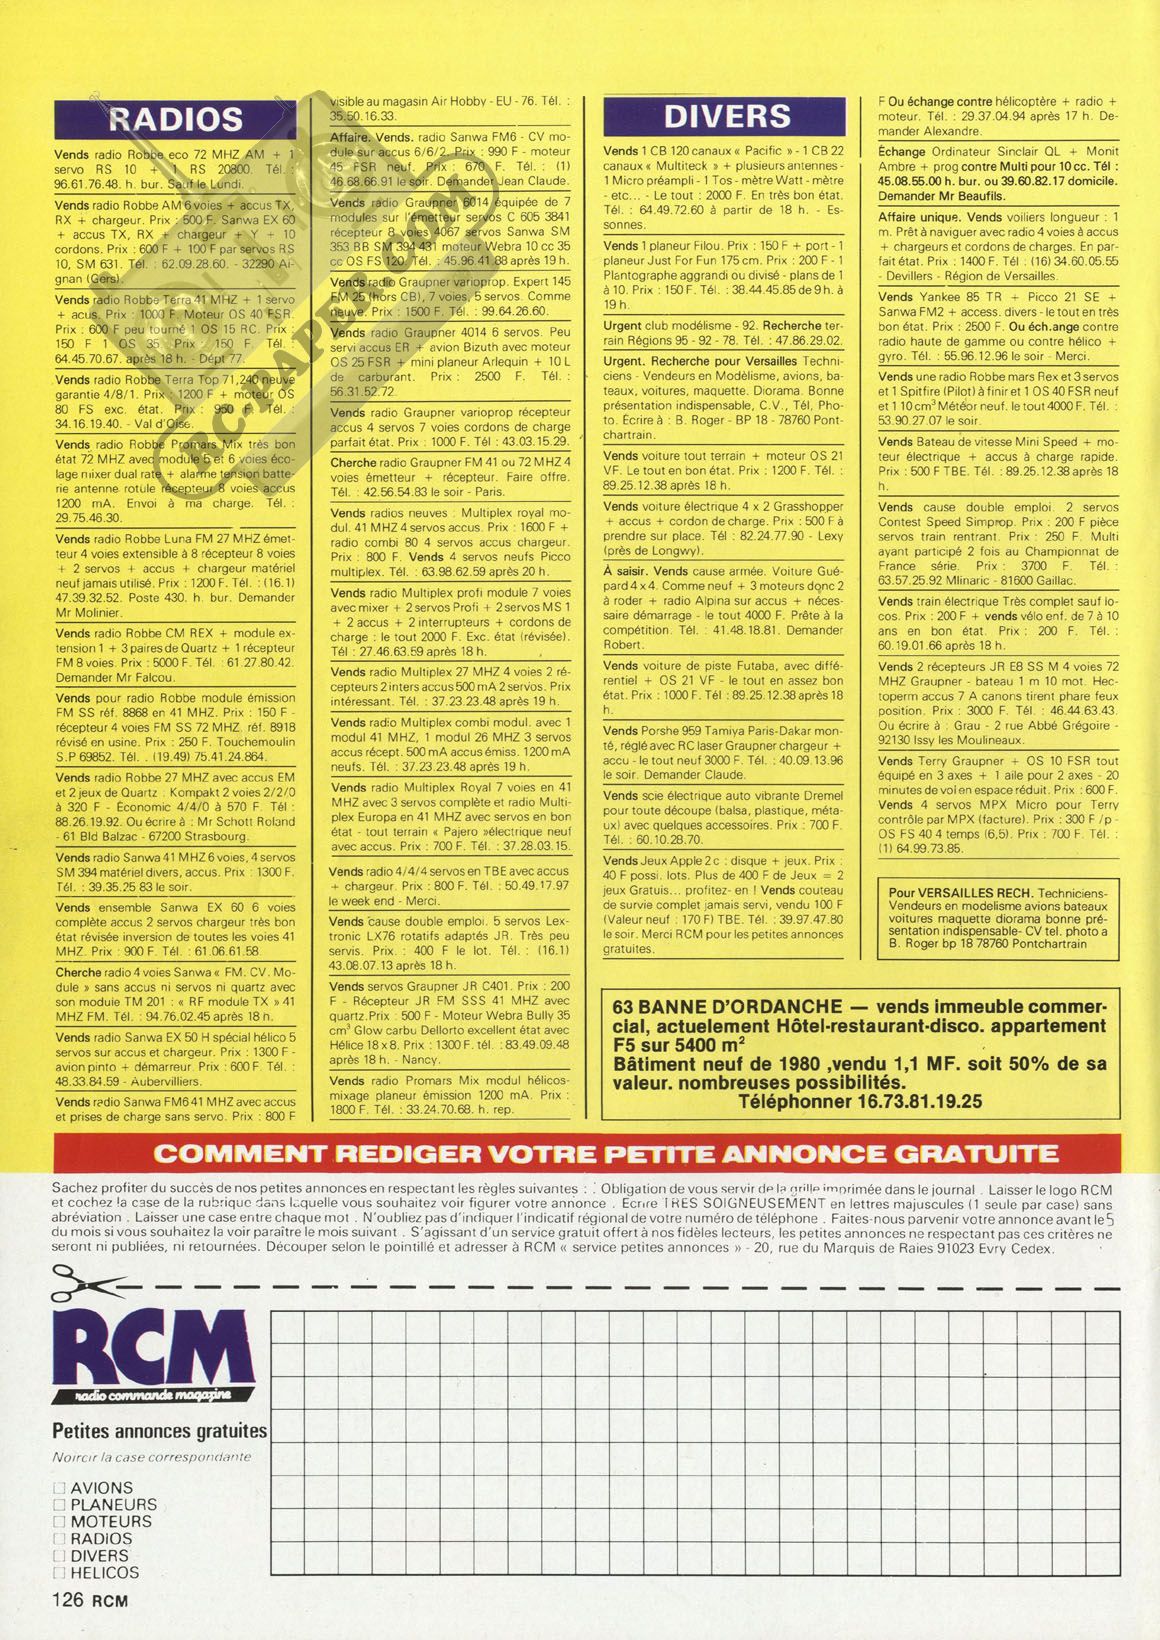 RADIOS
Vends radio Robbe eco 72 MHZ AM + 1
servo RS 10 + 1 RS 20800. Tél. :
96.61.76.48. h. bur. Sauf le Lundi.
Vends radio Robbe AM 6 voies + accus TX,
RX + chargeur. Prix : 500 F. Sanwa EX 60
+ accus TX, RX + chargeur + Y + 10
cordons. Prix : 600 F + 100 F par servos RS
10, SM 631. Tél. : 62.09.28.60. - 32290 Ai-
gnan (Gers).
Vends radio Robbe Terra 41 MHZ + 1 servo
+ acus. Prix : 1000 F. Moteur OS 40 FSR.
Prix : 600 F peu tourné 1 OS 15 RC. Prix :
150 F 1 OS 35. Prix : 150 F. Tél. :
64.45.70.67. après 18 h. - Dépt 77.
Vends radio Robbe Terra Top 71,240 neuve
garantie 4/8/1. Prix : 1200 F + moteur OS
80 FS exc. état. Prix : 950 F. Tél. :
34.16.19.40. - Val d'Oise.
Vends radio Robbe Promars Mix très bon
état 72 MHZ avec module 5 et 6 voies éco-
lage mixer dual rate + alarme tension batte-
rie antenne rotule récepteur 8 voies accus
1200 mA. Envoi à ma charge. Tél. :
29.75.46.30.
Vends radio Robbe Luna FM 27 MHZ émet-
teur 4 voies extensible à 8 récepteur 8 voies
+ 2 servos + accus + chargeur matériel
neuf jamais utilisé. Prix : 1200 F. Tél. : (16.1)
47.39.32.52. Poste 430. h. bur. Demander
Mr Molinier.
Vends radio Robbe CM REX + module ex-
tension 1 + 3 paires de Quartz + 1 récepteur
FM 8 voies. Prix : 5000 F. Tél. : 61.27.80.42.
Demander Mr Falcou.
Vends pour radio Robbe module émission
FM SS réf. 8868 en 41 MHZ. Prix : 150 F -
récepteur 4 voies FM SS 72 MHZ. réf. 8918
révisé en usine. Prix : 250 F. Touchemoulin
S.P 69852. Tél. . (19.49) 75.41.24.864.
Vends radio Robbe 27 MHZ avec accus EM
et 2 jeux de Quartz : Kompakt 2 voies 2/2/0
à 320 F - Economic 4/4/0 à 570 F. Tél :
88.26.19.92. Ou écrire à : Mr Schott Roland
- 61 Bld Balzac - 67200 Strasbourg.
Vends radio Sanwa 41 MHZ 6 voies, 4 servos
SM 394 matériel divers, accus. Prix : 1300 F.
Tél. : 39.35.25 83 le soir.
Vends ensemble Sanwa EX 60 6 voies
complète accus 2 servos chargeur très bon
état révisée inversion de toutes les voies 41
MHZ. Prix : 900 F. Tél. : 61.06.61.58.
Cherche radio 4 voies Sanwa « FM. CV. Mo-
dule » sans accus ni servos ni quartz avec
son module TM 201 : « RF module TX » 41
MHZ FM. Tél. : 94.76.02.45 après 18 h.
Vends radio Sanwa EX 50 H spécial hélico 5
servos sur accus et chargeur. Prix : 1300 F -
avion pinto + démarreur. Prix : 600 F. Tél. :
48.33.84.59 - Aubervilliers.
Vends radio Sanwa FM6 41 MHZ avec accus
et prises de charge sans servo. Prix : 800 F
visible au magasin Air Hobby - EU - 76. Tél. :
35.50.16.33.
Affaire. Vends. radio Sanwa FM6 - CV mo-
dule sur accus 6/6/2. Prix : 990 F - moteur
45 FSR neuf. Prix : 670 F. Tél. : (1)
46.68.66.91 le soir. Demander Jean Claude.
Vends radio Graupner 6014 équipée de 7
modules sur l'émetteur servos C 605 3841
récepteur 8 voies 4067 servos Sanwa SM
353 BB SM 394 431 moteur Webra 10 cc 35
cc OS FS 120 Tél. : 45.96.41.88 après 19 h.
Vends radio Graupner varioprop. Expert 145
FM 25 (hors CB), 7 voies, 5 servos. Comme
neuve. Prix : 1500 F. Tél. : 99.64.26.60.
Vends radio Graupner 4014 6 servos. Peu
servi accus ER + avion Bizuth avec moteur
OS 25 FSR + mini planeur Arlequin + 10 L
de carburant. Prix : 2500 F. Tél. :
56.31.52.72.
Vends radio Graupner varioprop récepteur
accus 4 servos 7 voies cordons de charge
parfait état. Prix : 1000 F. Tél : 43.03.15.29.
Cherche radio Graupner FM 41 ou 72 MHZ 4
voies émetteur + récepteur. Faire offre.
Tél. : 42.56.54.83 le soir - Paris.
Vends radios neuves : Multiplex royal mo-
dul. 41 MHZ 4 servos accus. Prix : 1600 F +
radio combi 80 4 servos accus chargeur.
Prix : 800 F. Vends 4 servos neufs Picco
multiplex. Tél. : 63.98.62.59 après 20 h.
Vends radio Multiplex profi module 7 voies
avec mixer + 2 servos Profi + 2 servos MS 1
+ 2 accus + 2 interrupteurs + cordons de
charge : le tout 2000 F. Exc. état (révisée).
Tél : 27.46.63.59 après 18 h.
Vends radio Multiplex 27 MHZ 4 voies 2 ré-
cepteurs 2 inters accus 500 mA 2 servos. Prix
intéressant. Tél. : 37.23.23.48 après 19 h.
Vends radio Multiplex combi modul. avec 1
modul 41 MHZ, 1 modul 26 MHZ 3 servos
accus récept. 500 mA accus émiss. 1200 mA
neufs. Tél. : 37.23.23.48 après 19 h.
Vends radio Multiplex Royal 7 voies en 41
MHZ avec 3 servos complète et radio Multi-
plex Europa en 41 MHZ avec servos en bon
état - tout terrain « Pajero »électrique neuf
avec accus. Prix : 700 F. Tél. : 37.28.03.15.
Vends radio 4/4/4 servos en TBE avec accus
+ chargeur. Prix : 800 F. Tél. : 50.49.17.97
le week end - Merci.
Vends cause double emploi. 5 servos Lex-
tronic LX76 rotatifs adaptés JR. Très peu
servis. Prix. : 400 F le lot. Tél. : (16.1)
43.08.07.13 après 18 h.
Vends servos Graupner JR C401. Prix : 200
F - Récepteur JR FM SSS 41 MHZ avec
quartz.Prix : 500 F - Moteur Webra Bully 35
cm³ Glow carbu Dellorto excellent état avec
Hélice 18 x 8. Prix : 1300 F. tél. : 83.49.09.48
après 18 h. - Nancy.
Vends radio Promars Mix modul hélicos-
mixage planeur émission 1200 mA. Prix :
1800 F. Tél. : 33.24.70.68. h. rep.
DIVERS
Vends 1 CB 120 canaux « Pacific » - 1 CB 22
canaux « Multiteck » + plusieurs antennes -
1 Micro préampli - 1 Tos - mètre Watt - mètre
- etc... - Le tout : 2000 F. En très bon état.
Tél. : 64.49.72.60 à partir de 18 h. - Es-
sonnes.
Vends 1 planeur Filou. Prix : 150 F + port - 1
planeur Just For Fun 175 cm. Prix : 200 F - 1
Plantographe aggrandi ou divisé - plans de 1
à 10. Prix : 150 F. Tél. : 38.44.45.85 de 9 h. à
19 h.
Urgent club modélisme - 92. Recherche ter-
rain Régions 95 - 92 - 78. Tél. : 47.86.29.02.
Urgent. Recherche pour Versailles Techni-
ciens - Vendeurs en Modèlisme, avions, ba-
teaux, voitures, maquette. Diorama. Bonne
présentation indispensable, C.V., Tél, Pho-
to. Ecrire à : B. Roger - BP 18 - 78760 Pont-
chartrain.
Vends voiture tout terrain + moteur OS 21
VF. Le tout en bon état. Prix : 1200 F. Tél. :
89.25.12.38 après 18 h.
Vends voiture électrique 4 x 2 Grasshopper
+ accus + cordon de charge. Prix : 500 F à
prendre sur place. Tél : 82.24.77.90 - Lexy
(près de Longwy).
À saisir. Vends cause armée. Voiture Gué-
pard 4 x 4. Comme neuf + 3 moteurs donc 2
à roder + radio Alpina sur accus + néces-
saire démarrage - le tout 4000 F. Prête à la
compétition. Tél. : 41.48.18.81. Demander
Robert.
Vends voiture de piste Futaba, avec diffé-
rentiel + OS 21 VF - le tout en assez bon
état. Prix : 1000 F. Tél : 89.25.12.38 après 18
h.
Vends Porshe 959 Tamiya Paris-Dakar mon-
té, réglé avec RC laser Graupner chargeur +
accu - le tout neuf 3000 F. Tél. : 40.09.13.96
le soir. Demander Claude.
Vends scie électrique auto vibrante Dremel
pour toute découpe (balsa, plastique, méta-
ux) avec quelques accessoires. Prix : 700 F.
Tél. : 60.10.28.70.
Vends Jeux Apple 2 c : disque + jeux. Prix :
40 F possi. lots. Plus de 400 F de Jeux = 2
jeux Gratuis... profitez-en ! Vends couteau
de survie complet jamais servi, vendu 100 F
(Valeur neuf : 170 F) TBE. Tél. : 39.97.47.80
le soir. Merci RCM pour les petites annonces
gratuites.
F Ou échange contre hélicoptère + radio +
moteur. Tél. : 29.37.04.94 après 17 h. De-
mander Alexandre.
Échange Ordinateur Sinclair QL + Monit
Ambre + prog contre Multi pour 10 cc. Tél :
45.08.55.00 h. bur. ou 39.60.82.17 domicile.
Demander Mr Beaufils.
Affaire unique. Vends voiliers longueur : 1
m. Prêt à naviguer avec radio 4 voies à accus
+ chargeurs et cordons de charges. En par-
fait état. Prix : 1400 F. Tél : (16) 34.60.05.55
- Devillers - Région de Versailles.
Vends Yankee 85 TR + Picco 21 SE +
Sanwa FM2 + access. divers - le tout en très
bon état. Prix : 2500 F. Ou éch.ange contre
radio haute de gamme ou contre hélico +
gyro. Tél. : 55.96.12.96 le soir - Merci.
Vends une radio Robbe mars Rex et 3 servos
et 1 Spitfire (Pilot) à finir et 1 OS 40 FSR neuf
et 1 10 cm³ Météor neuf. le tout 4000 F. Tél. :
53.90.27.07 le soir.
Vends Bateau de vitesse Mini Speed + mo-
teur électrique + accus à charge rapide.
Prix : 500 F TBE. Tél. : 89.25.12.38 après 18
h.
Vends cause double emploi. 2 servos
Contest Speed Simprop. Prix : 200 F pièce
servos train rentrant. Prix : 250 F. Multi
ayant participé 2 fois au Championnat de
France série. Prix : 3700 F. Tél. :
63.57.25.92 Mlinaric - 81600 Gaillac.
Vends train électrique Très complet sauf lo-
cos. Prix : 200 F + vends vélo enf. de 7 à 10
ans en bon état. Prix : 200 F. Tél. :
60.19.01.66 après 18 h.
Vends 2 récepteurs JR E8 SS M 4 voies 72
MHZ Graupner - bateau 1 m 10 mot. Hec-
toperm accus 7 A canons tirent phare feux
position. Prix : 3000 F. Tél. : 46.44.63.43.
Ou écrire à : Grau - 2 rue Abbé Grégoire -
92130 Issy les Moulineaux.
Vends Terry Graupner + OS 10 FSR tout
équipé en 3 axes + 1 aile pour 2 axes - 20
minutes de vol en espace réduit. Prix : 600 F.
Vends 4 servos MPX Micro pour Terry
contrôle par MPX (facture). Prix : 300 F /p -
OS FS 40 4 temps (6,5). Prix : 700 F. Tél. :
(1) 64.99.73.85.
Pour VERSAILLES RECH. Techniciens-
Vendeurs en modelisme avions bateaux
voitures maquette diorama bonne pré-
sentation indispensable- CV tel. photo a
B. Roger bp 18 78760 Pontchartrain
63 BANNE D'ORDANCHE — vends immeuble commer-
cial, actuelement Hôtel-restaurant-disco. appartement
F5 sur 5400 m²
Bâtiment neuf de 1980 ,vendu 1,1 MF. soit 50% de sa
valeur. nombreuses possibilités.
Téléphonner 16.73.81.19.25
COMMENT REDIGER VOTRE PETITE ANNONCE GRATUITE
Sachez profiter du succès de nos petites annonces en respectant les règles suivantes : . Obligation de vous servir de la grille imprimée dans le journal . Laisser le logo RCM
et cochez la case de la rubrique dans laquelle vous souhaitez voir figurer votre annonce . Ecrire TRES SOIGNEUSEMENT en lettres majuscules (1 seule par case) sans
abréviation . Laisser une case entre chaque mot . N'oubliez pas d'indiquer l'indicatif régional de votre numéro de téléphone . Faites-nous parvenir votre annonce avant le 5
du mois si vous souhaitez la voir paraître le mois suivant . S'agissant d'un service gratuit offert à nos fidèles lecteurs, les petites annonces ne respectant pas ces critères ne
seront ni publiées, ni retournées. Découper selon le pointillé et adresser à RCM « service petites annonces » - 20, rue du Marquis de Raies 91023 Evry Cedex.
RCM
radio commande magazine
Petites annonces gratuites
Noircir la case correspondante
AVIONS
PLANEURS
MOTEURS
RADIOS
DIVERS
HELICOS
126 RCM
RC-PAPER.COM